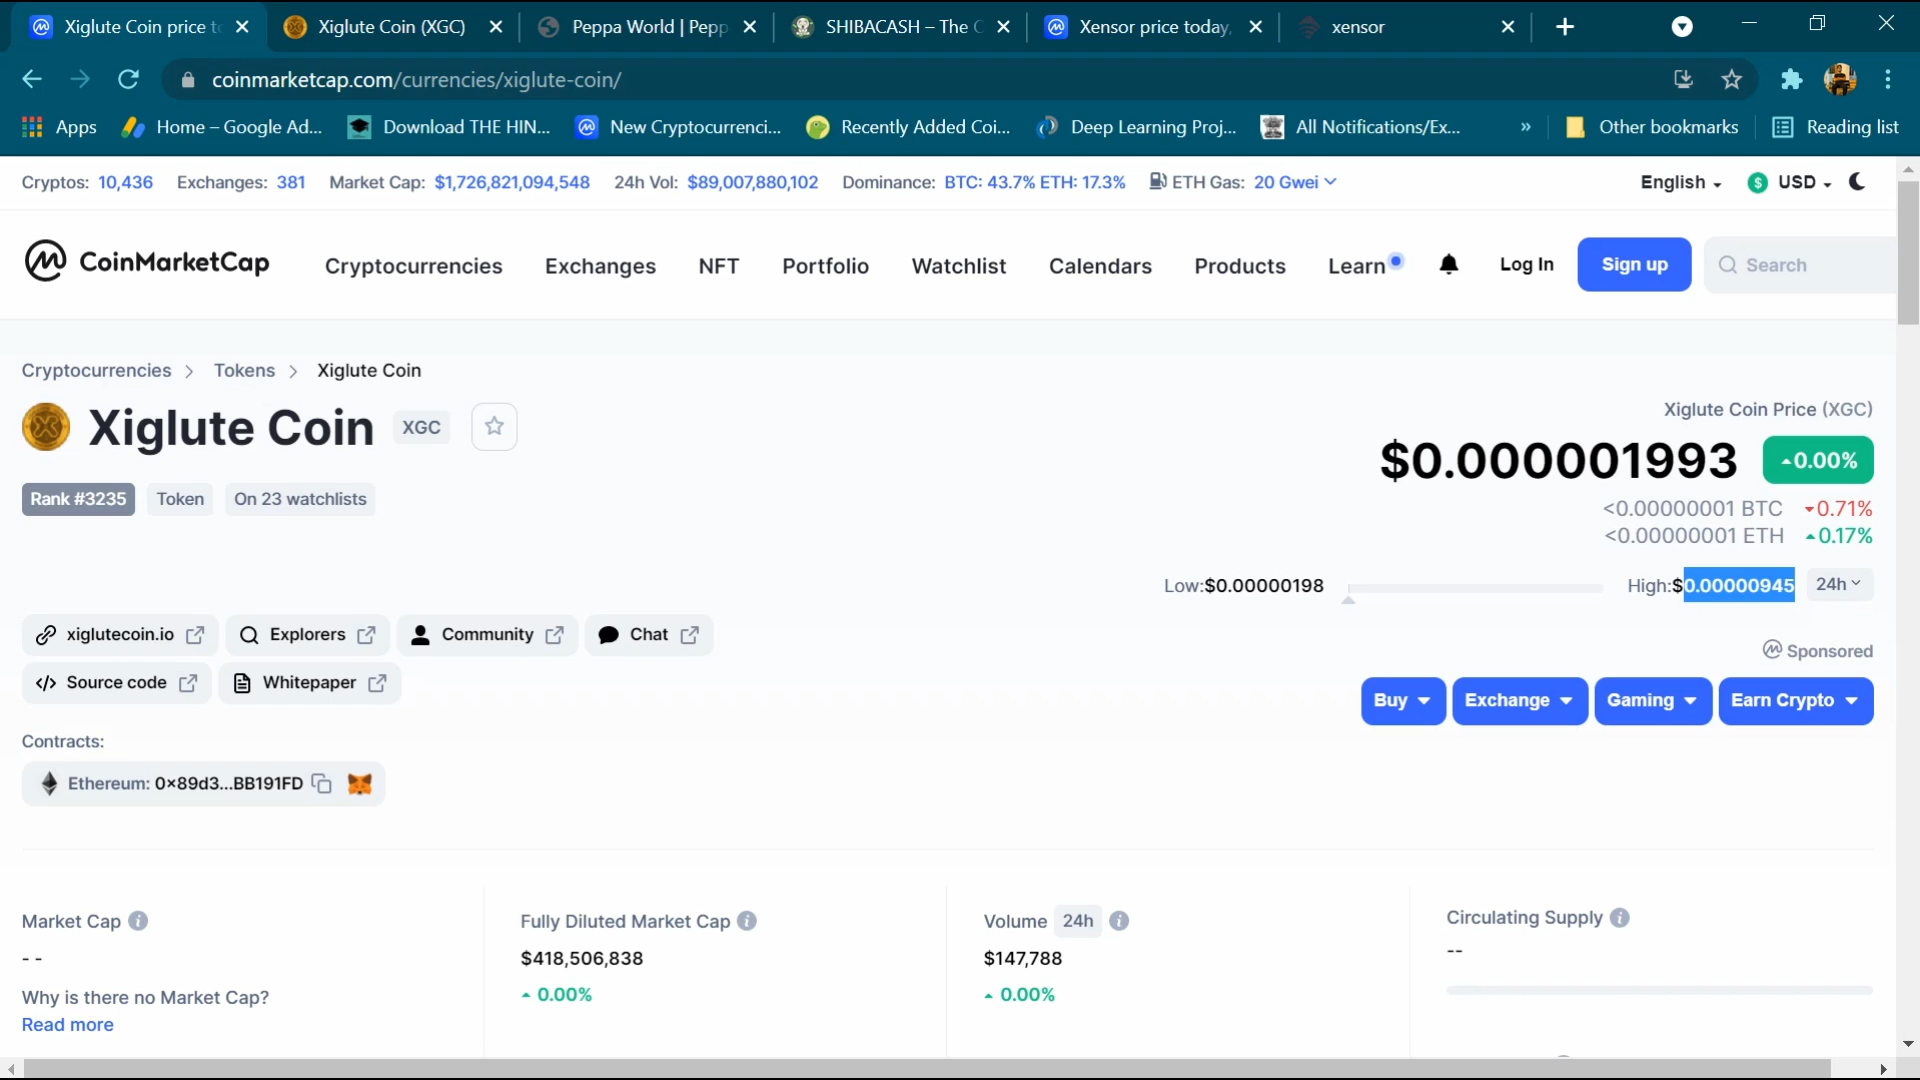 Xiglute Coin price to
Xiglute Coin (XGC)
Peppa World | Pepp
SHIBACASH – The C
Xensor price today,
xensor
coinmarketcap.com/currencies/xiglute-coin/
Apps
Home – Google Ad...
Download THE HIN...
New Cryptocurrenci...
Recently Added Coi...
Deep Learning Proj...
All Notifications/Ex...
»
Other bookmarks
Reading list
Cryptos: 10,436 Exchanges: 381 Market Cap: $1,726,821,094,548 24h Vol: $89,007,880,102 Dominance: BTC: 43.7% ETH: 17.3% ETH Gas: 20 Gwei
English
USD
CoinMarketCap
Cryptocurrencies Exchanges NFT Portfolio Watchlist Calendars Products Learn
Log In
Sign up
Search
Cryptocurrencies > Tokens > Xiglute Coin
Xiglute Coin XGC
Rank #3235 Token On 23 watchlists
Xiglute Coin Price (XGC)
$0.000001993 0.00%
<0.00000001 BTC 0.71%
<0.00000001 ETH 0.17%
Low:$0.00000198 High:$0.00000945 24h
xiglutecoin.io Explorers Community Chat
Source code Whitepaper
Sponsored
Buy Exchange Gaming Earn Crypto
Contracts:
Ethereum: 0×89d3...BB191FD
Market Cap
- -
Why is there no Market Cap?
Read more
Fully Diluted Market Cap
$418,506,838
0.00%
Volume 24h
$147,788
0.00%
Circulating Supply
--